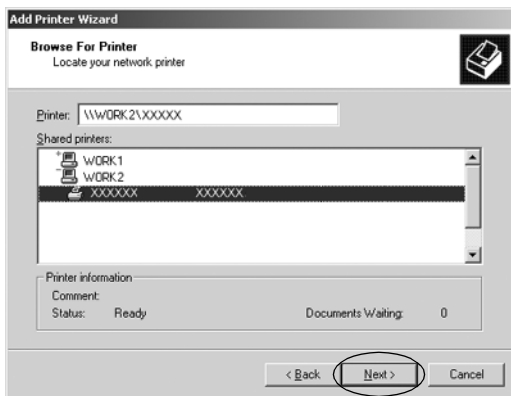 Add Printer Wizard
Browse For Printer
Locate your network printer
Printer: \\WORK2\XXXXX
Shared printers:
WORK1
WORK2
XXXXXX XXXXXX
Printer information
Comment:
Status: Ready Documents Waiting: 0
< Back Next > Cancel